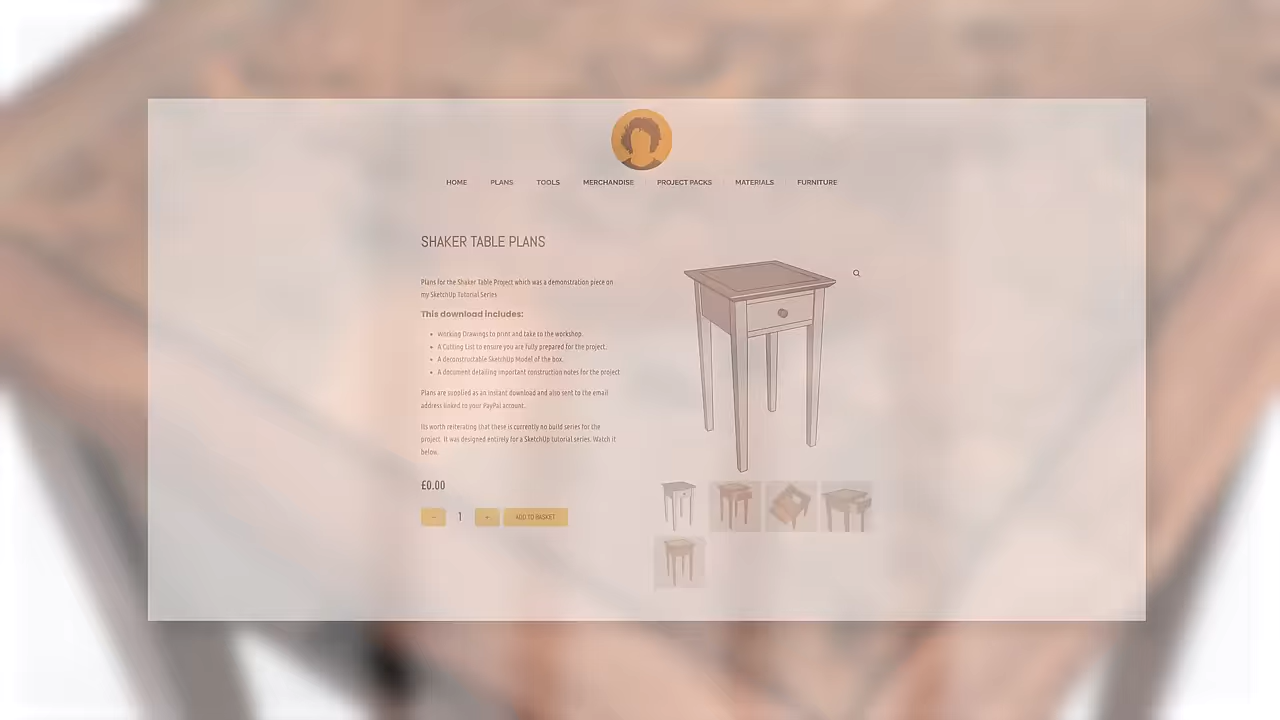 HOME PLANS TOOLS MERCHANDISE PROJECT PACKS MATERIALS FURNITURE
SHAKER TABLE PLANS
Plans for the Shaker Table Project which was a demonstration piece on
my SketchUp Tutorial Series
This download includes:
Working Drawings to print and take to the workshop.
A Cutting List to ensure you are fully prepared for the project.
A deconstructable SketchUp Model of the box.
A document detailing important construction notes for the project
Plans are supplied as an instant download and also sent to the email
address linked to your PayPal account.
Its worth reiterating that there is currently no build series for the
project. It was designed entirely for a SketchUp tutorial series. Watch it
below.
£0.00
- 1 + ADD TO BASKET